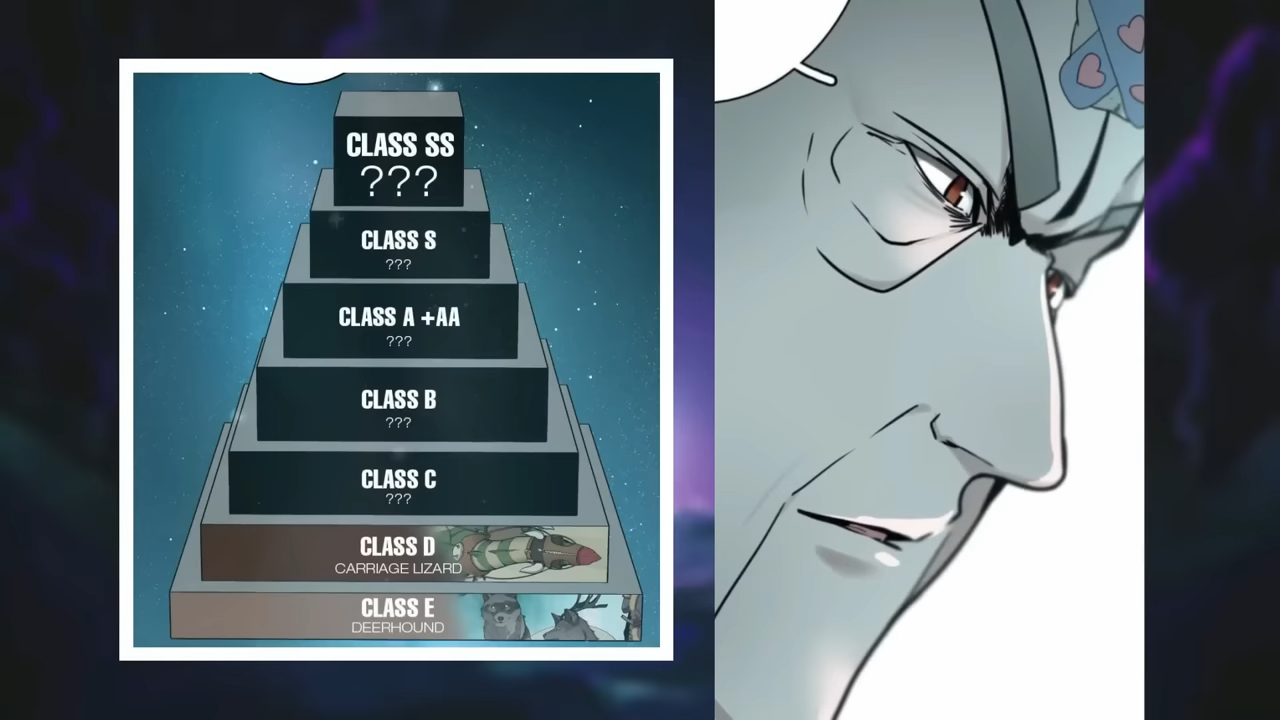 CLASS SS
???
CLASS S
???
CLASS A +AA
???
CLASS B
???
CLASS C
???
CLASS D
CARRIAGE LIZARD
CLASS E
DEERHOUND